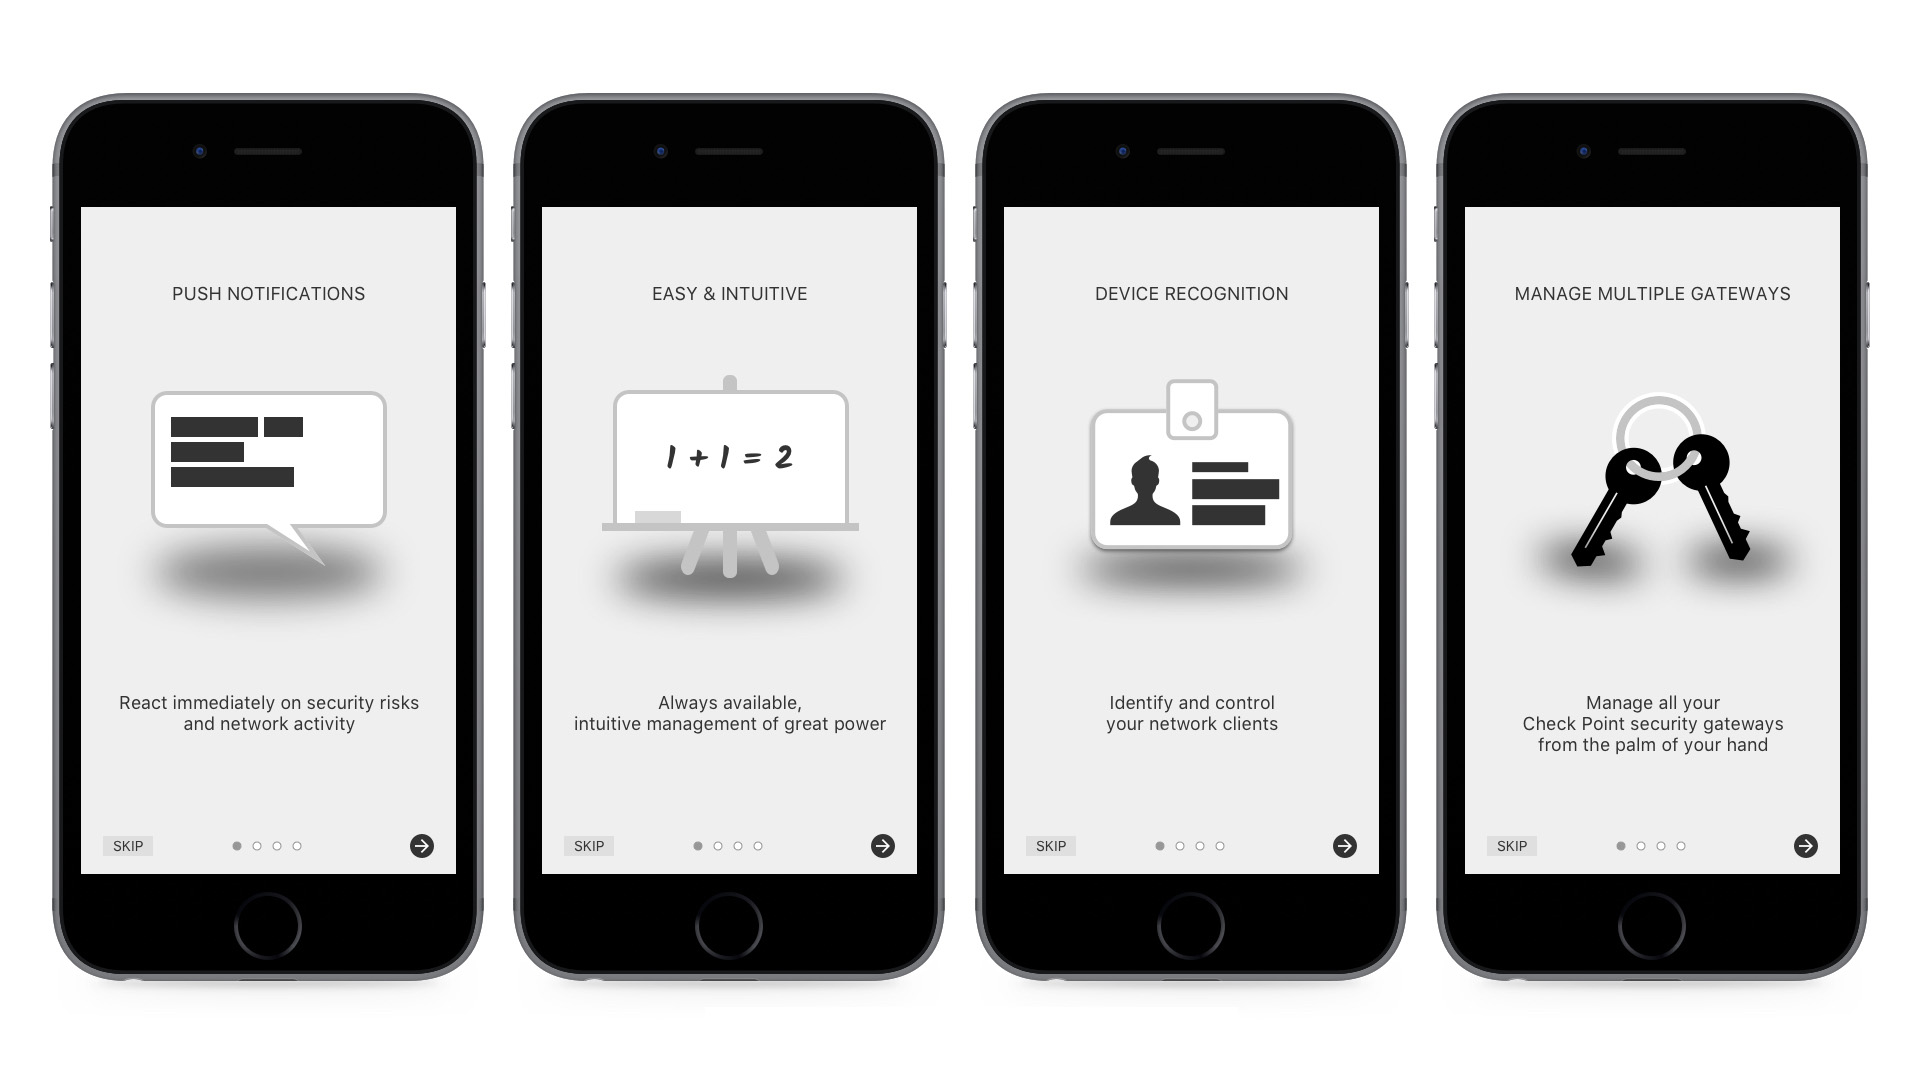 PUSH NOTIFICATIONS
React immediately on security risks
and network activity
SKIP
EASY & INTUITIVE
1 + 1 = 2
Always available,
intuitive management of great power
SKIP
DEVICE RECOGNITION
Identify and control
your network clients
SKIP
MANAGE MULTIPLE GATEWAYS
Manage all your
Check Point security gateways
from the palm of your hand
SKIP